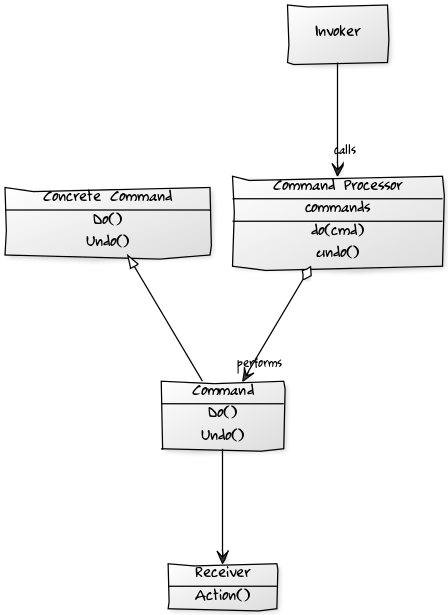 Invoker
calls
Concrete Command
Do()
Undo()
Command Processor
commands
do(cmd)
undo()
performs
Command
Do()
Undo()
Receiver
Action()